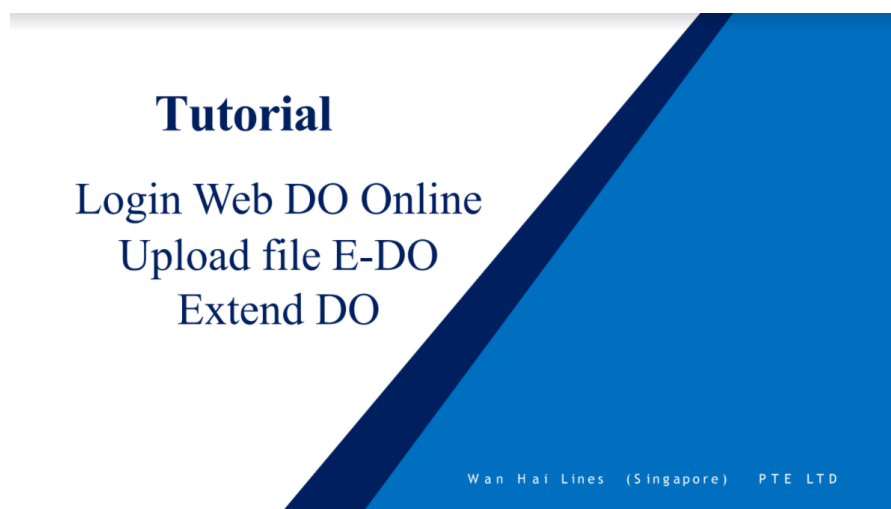 Tutorial
Login Web DO Online
Upload file E-DO
Extend DO
Wan Hai Lines (Singapore) PTE LTD